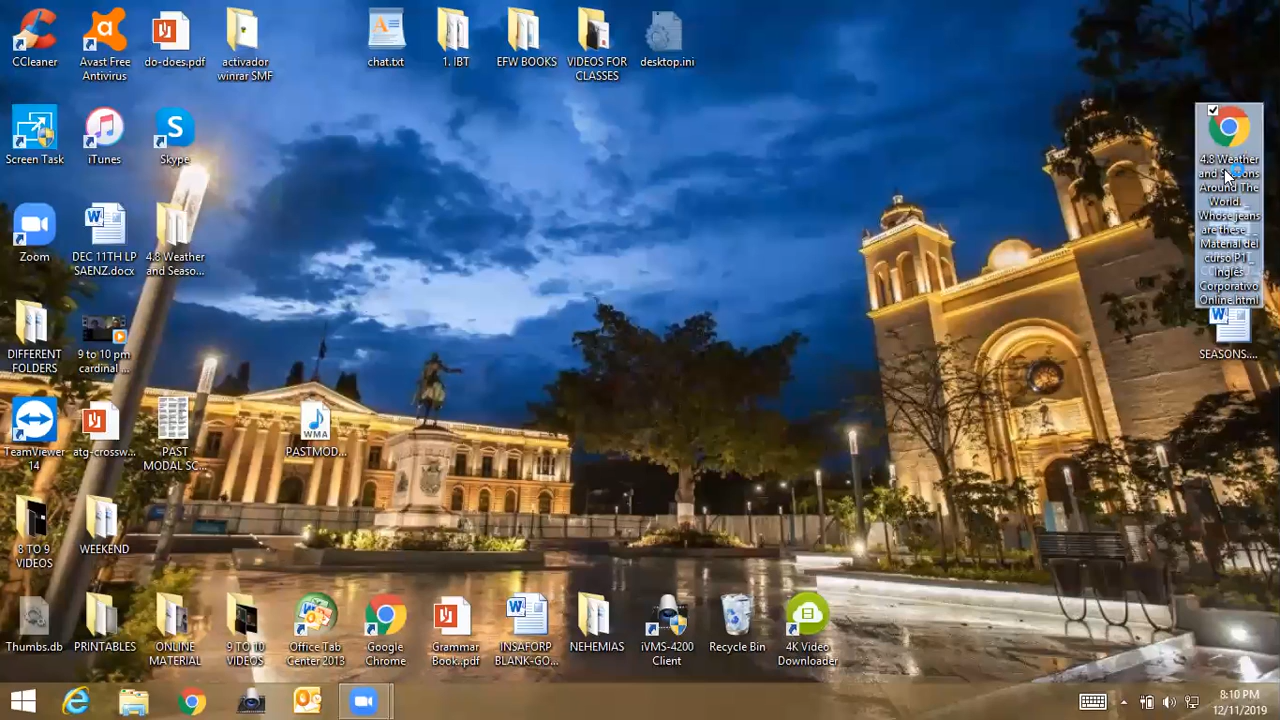 CCleaner
Avast Free
Antivirus
do-does.pdf
activador
winrar SMF
chat.txt
1. IBT
EFW BOOKS
VIDEOS FOR
CLASSES
desktop.ini
Screen Task
iTunes
Skype
4.8 Weather
and Seasons
Around The
World_
Whose jeans
are these_ _
Material del
curso P1T_
Inglés
Corporativo
Online.html
Zoom
DEC 11TH LP
SAENZ.docx
4.8 Weather
and Seaso...
DIFFERENT
FOLDERS
9 to 10 pm
cardinal ...
SEASONS....
TeamViewer
14
atg-crossw...
PAST
MODAL SC...
PASTMOD...
WMA
8 TO 9
VIDEOS
WEEKEND
Thumbs.db
PRINTABLES
ONLINE
MATERIAL
9 TO 10
VIDEOS
Office Tab
Center 2013
Google
Chrome
Grammar
Book..pdf
INSAFORP
BLANK-GO...
NEHEMIAS
iVMS-4200
Client
Recycle Bin
4K Video
Downloader
8:10 PM
12/11/2019